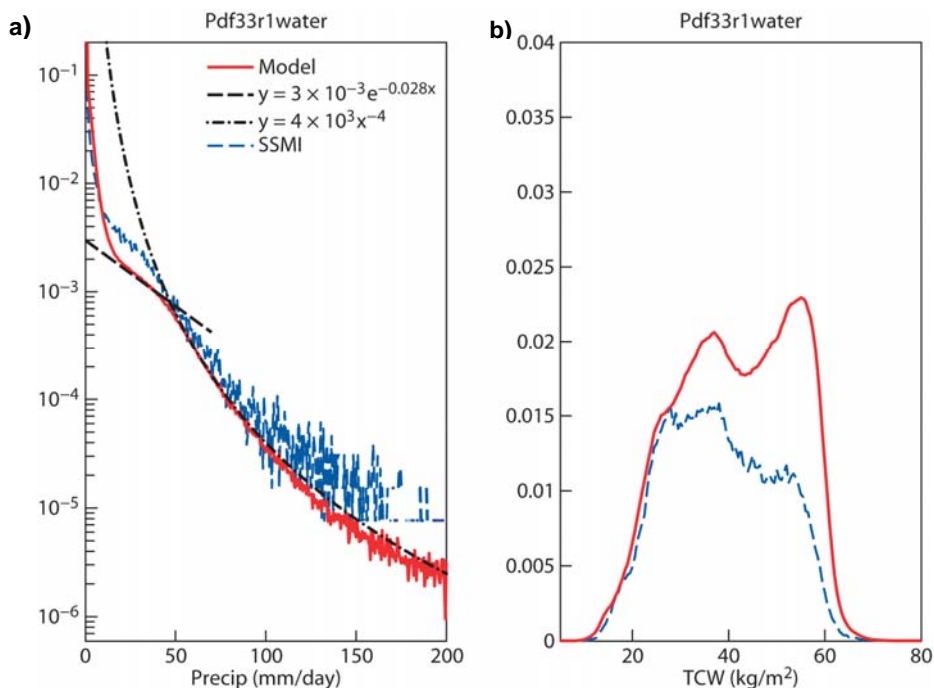 a)
Pdf33r1water
10⁻¹
10⁻²
10⁻³
10⁻⁴
10⁻⁵
10⁻⁶
Model
y = 3 × 10⁻³e⁻⁰·⁰²⁸ˣ
y = 4 × 10³x⁻⁴
SSMI
0 50 100 150 200
Precip (mm/day)
b)
Pdf33r1water
0.04
0.035
0.03
0.025
0.02
0.015
0.01
0.005
0
20 40 60 80
TCW (kg/m²)